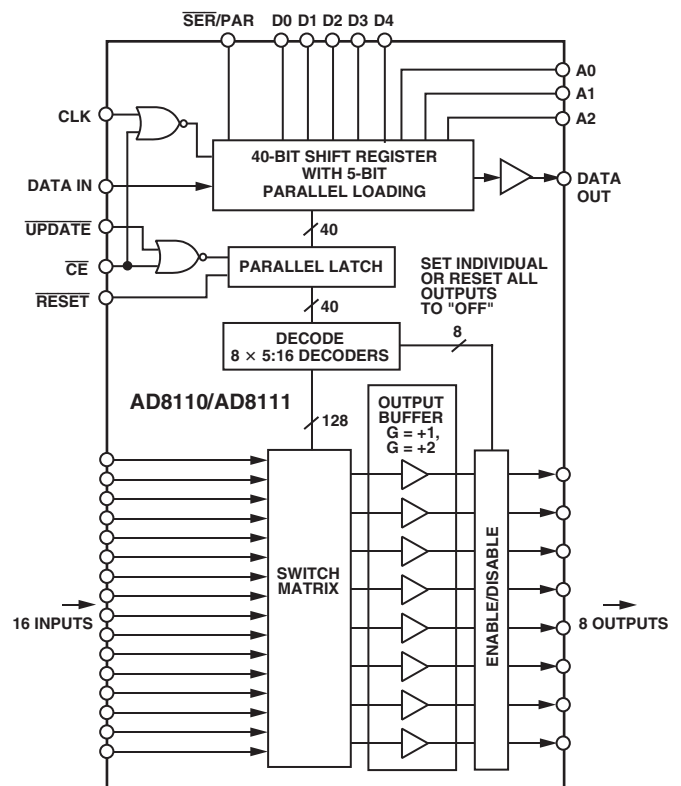 SER/PAR D0 D1 D2 D3 D4
A0
A1
A2
CLK
40-BIT SHIFT REGISTER
WITH 5-BIT
PARALLEL LOADING
DATA IN
DATA
OUT
UPDATE
40
CE
PARALLEL LATCH
SET INDIVIDUAL
OR RESET ALL
OUTPUTS
TO "OFF"
RESET
40
DECODE
8 × 5:16 DECODERS
8
AD8110/AD8111
128
OUTPUT
BUFFER
G = +1,
G = +2
SWITCH
MATRIX
ENABLE/DISABLE
16 INPUTS
8 OUTPUTS